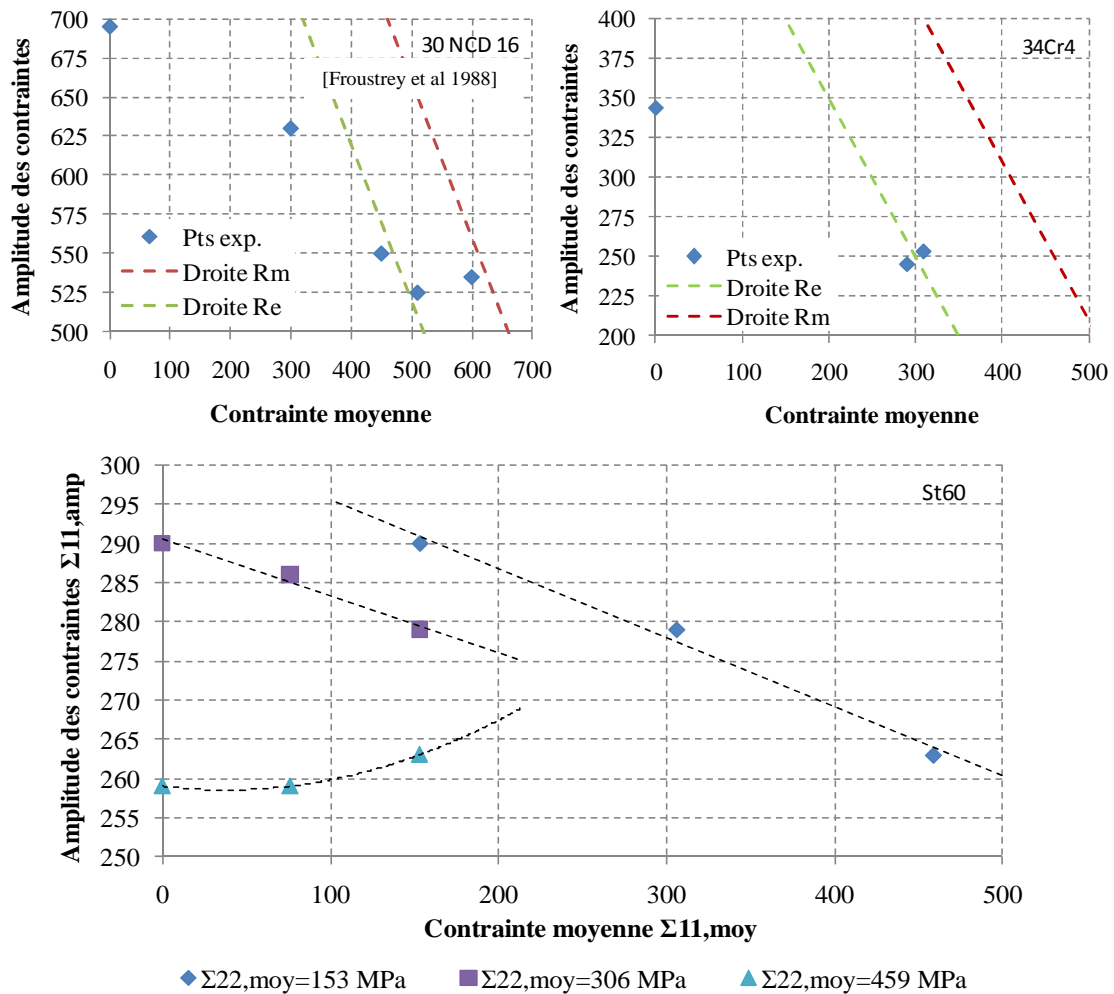 30 NCD 16
[Froustrey et al 1988]
Amplitude des contraintes
700
675
650
625
600
575
550
525
500
Pts exp.
Droite Rm
Droite Re
0 100 200 300 400 500 600 700
Contrainte moyenne
34Cr4
Amplitude des contraintes
400
375
350
325
300
275
250
225
200
Pts exp.
Droite Re
Droite Rm
0 100 200 300 400 500
Contrainte moyenne
St60
Amplitude des contraintes Σ11,amp
300
295
290
285
280
275
270
265
260
255
250
0 100 200 300 400 500
Contrainte moyenne Σ11,moy
Σ22,moy=153 MPa Σ22,moy=306 MPa Σ22,moy=459 MPa